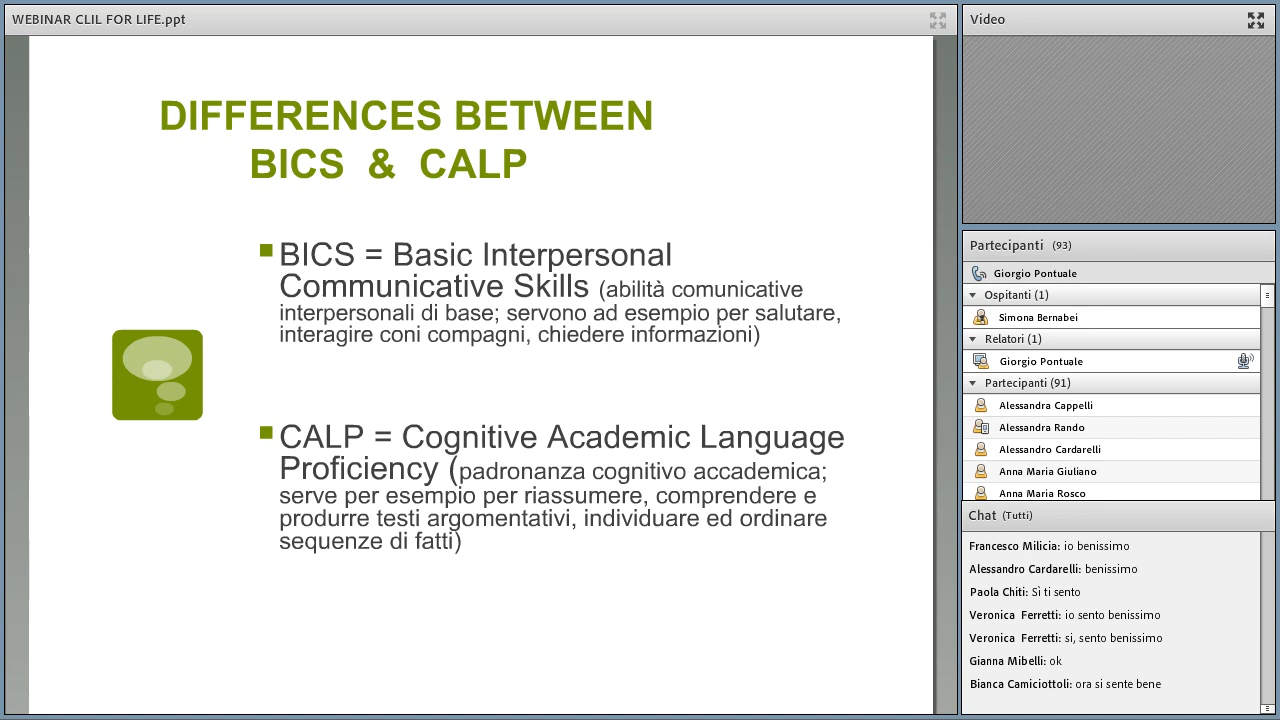 WEBINAR CLIL FOR LIFE.ppt
DIFFERENCES BETWEEN
BICS & CALP
BICS = Basic Interpersonal
Communicative Skills (abilità comunicative
interpersonali di base; servono ad esempio per salutare,
interagire coni compagni, chiedere informazioni)
CALP = Cognitive Academic Language
Proficiency (padronanza cognitivo accademica;
serve per esempio per riassumere, comprendere e
produrre testi argomentativi, individuare ed ordinare
sequenze di fatti)
Video
Partecipanti (93)
Giorgio Pontuale
Ospitanti (1)
Simona Bernabei
Relatori (1)
Giorgio Pontuale
Partecipanti (91)
Alessandra Cappelli
Alessandra Rando
Alessandro Cardarelli
Anna Maria Giuliano
Anna Maria Rosco
Chat (Tutti)
Francesco Milicia: io benissimo
Alessandro Cardarelli: benissimo
Paola Chiti: Sì ti sento
Veronica Ferretti: io sento benissimo
Veronica Ferretti: si, sento benissimo
Gianna Mibelli: ok
Bianca Camiciottoli: ora si sente bene